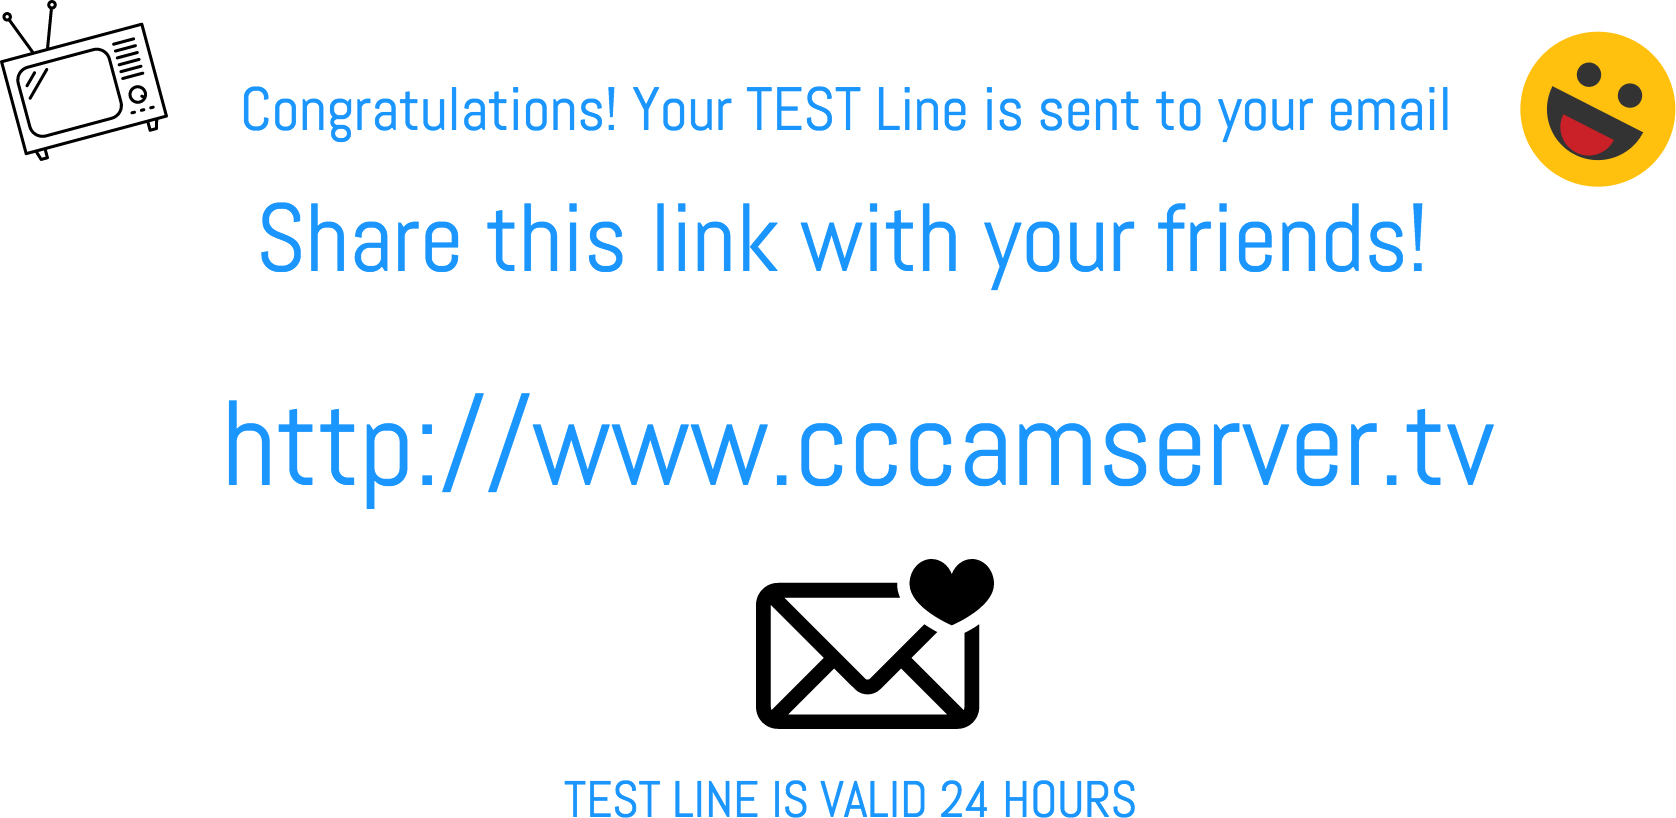 Congratulations! Your TEST Line is sent to your email
Share this link with your friends!
http://www.cccamserver.tv
TEST LINE IS VALID 24 HOURS